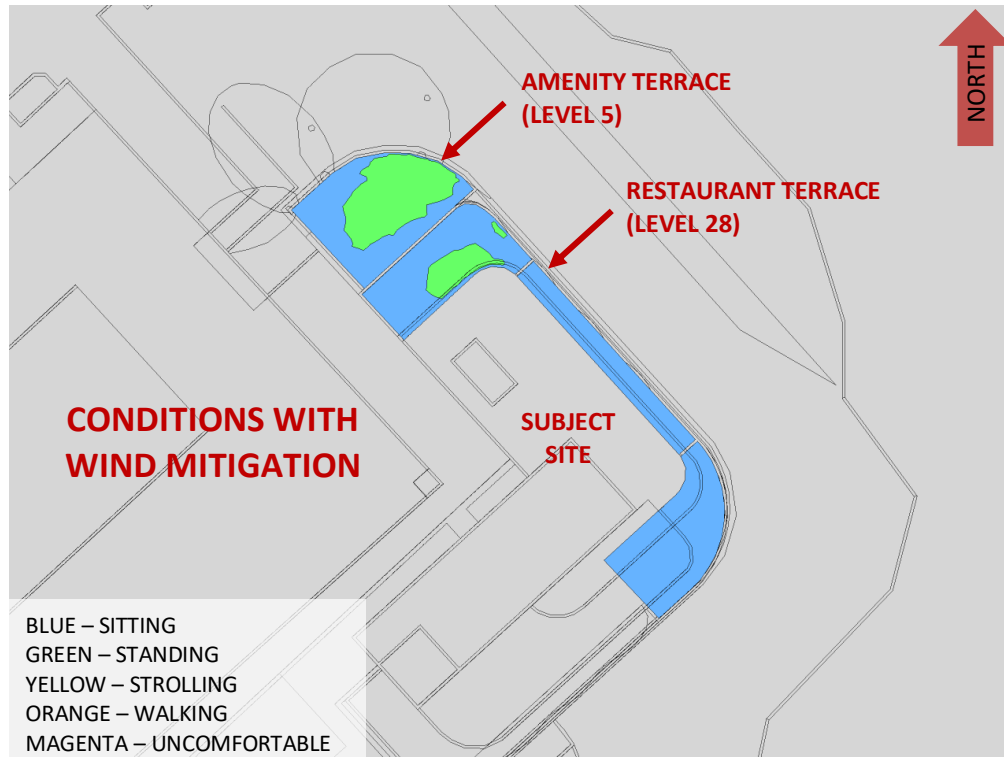 NORTH
AMENITY TERRACE
(LEVEL 5)
RESTAURANT TERRACE
(LEVEL 28)
CONDITIONS WITH
WIND MITIGATION
SUBJECT
SITE
BLUE – SITTING
GREEN – STANDING
YELLOW – STROLLING
ORANGE – WALKING
MAGENTA – UNCOMFORTABLE